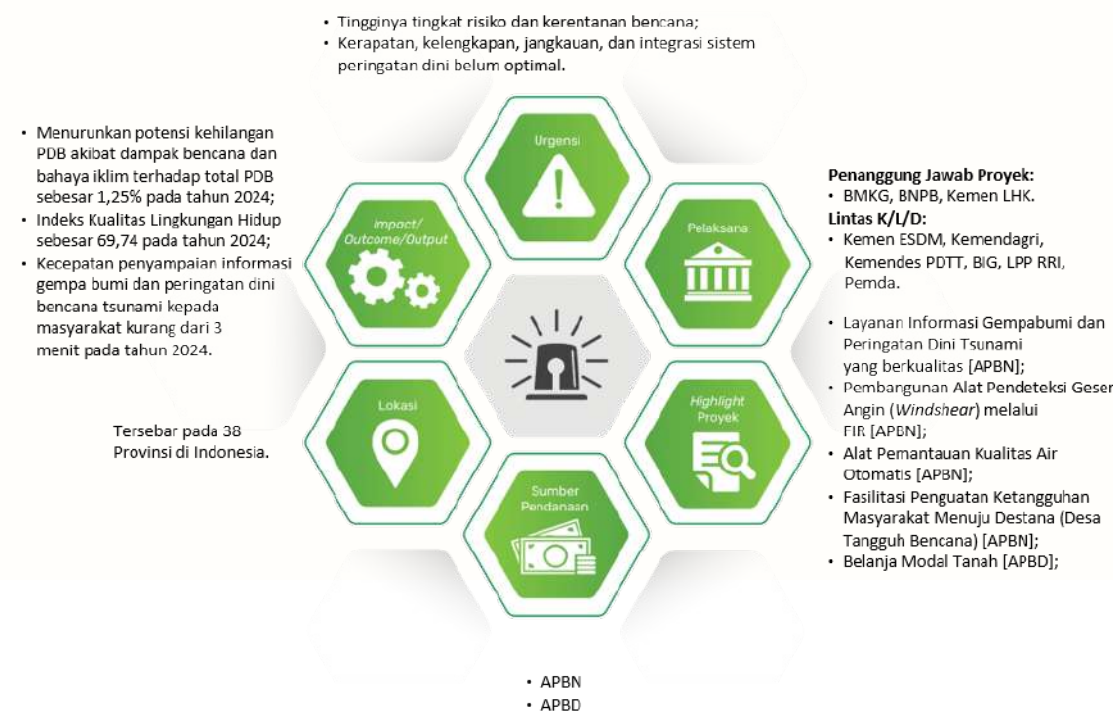 • Tingginya tingkat risiko dan kerentanan bencana;
• Kerapatan, kelengkapan, jangkauan, dan integrasi sistem
peringatan dini belum optimal.
Urgensi
• Menurunkan potensi kehilangan
PDB akibat dampak bencana dan
bahaya iklim terhadap total PDB
sebesar 1,25% pada tahun 2024;
• Indeks Kualitas Lingkungan Hidup
sebesar 69,74 pada tahun 2024;
• Kecepatan penyampaian informasi
gempa bumi dan peringatan dini
bencana tsunami kepada
masyarakat kurang dari 3
menit pada tahun 2024.
Impact/
Outcome/Output
Pelaksana
Penanggung Jawab Proyek:
• BMKG, BNPB, Kemen LHK.
Lintas K/L/D:
• Kemen ESDM, Kemendagri,
Kemendes PDTT, BIG, LPP RRI,
Pemda.
Lokasi
Tersebar pada 38
Provinsi di Indonesia.
Highlight
Proyek
• Layanan Informasi Gempabumi dan
Peringatan Dini Tsunami
yang berkualitas [APBN];
• Pembangunan Alat Pendeteksi Geser
Angin (Windshear) melalui
FIR [APBN];
• Alat Pemantauan Kualitas Air
Otomatis [APBN];
• Fasilitasi Penguatan Ketangguhan
Masyarakat Menuju Destana (Desa
Tangguh Bencana) [APBN];
• Belanja Modal Tanah [APBD];
Sumber
Pendanaan
• APBN
• APBD